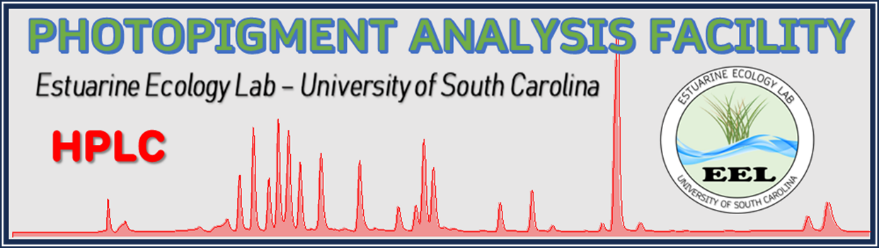 PHOTOPIGMENT ANALYSIS FACILITY
Estuarine Ecology Lab – University of South Carolina
HPLC
ESTUARINE ECOLOGY LAB
EEL
UNIVERSITY OF SOUTH CAROLINA